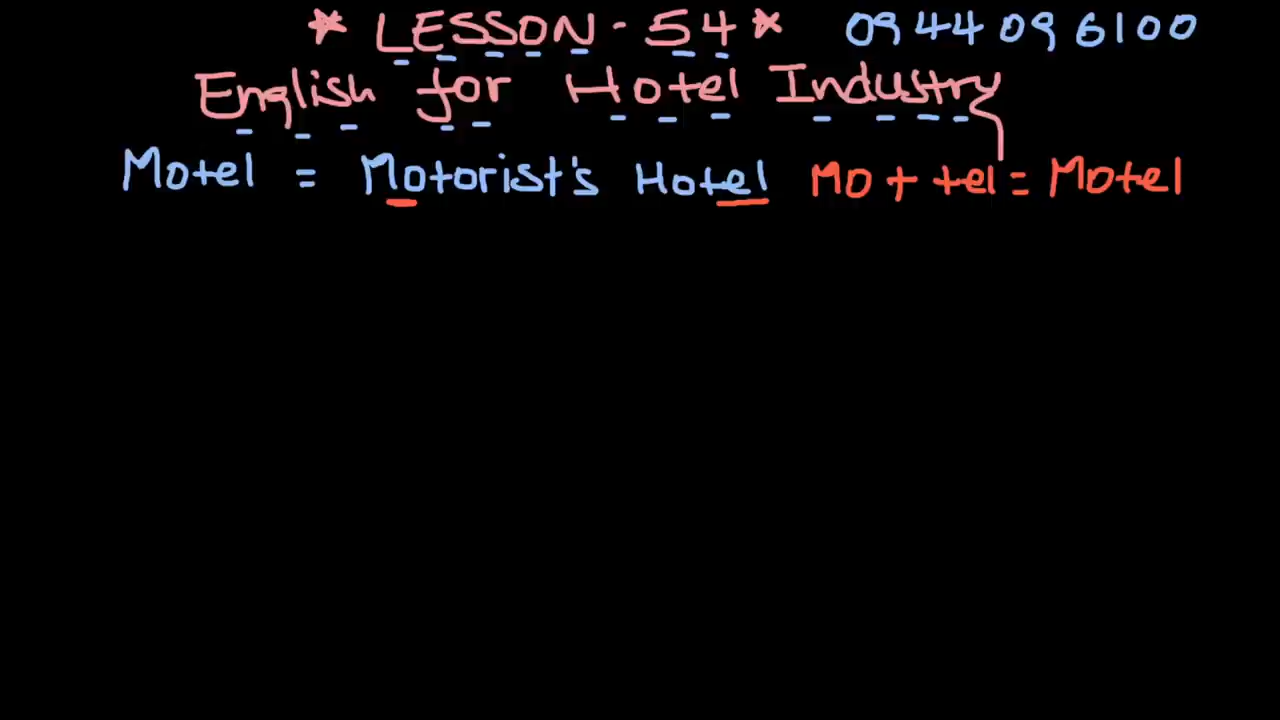 * LESSON - 54 * 09 44 09 6100
English for Hotel Industry
Motel = Motorist's Hotel Mo + tel = Motel